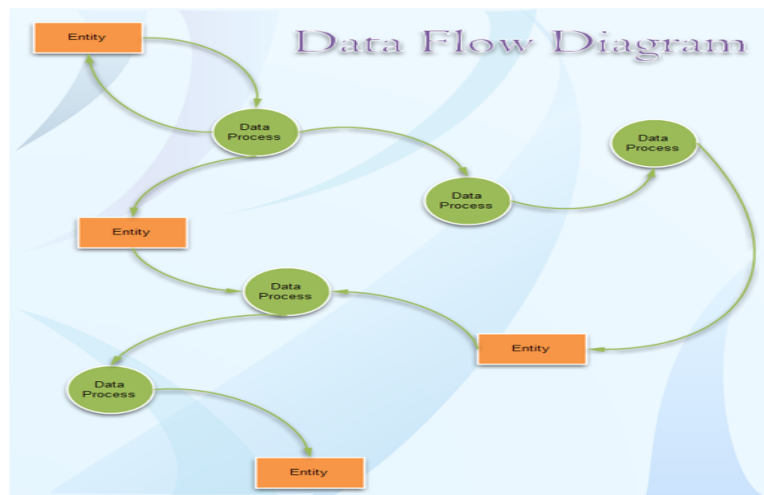 Data Flow Diagram
Entity
Data
Process
Data
Process
Data
Process
Entity
Data
Process
Entity
Data
Process
Entity